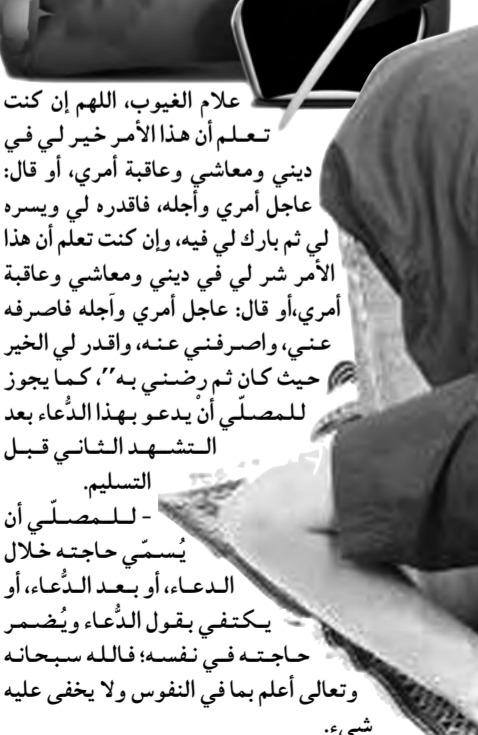 علام الغيوب، اللهم إن كنت
تعلم أن هذا الأمر خير لي في
ديني ومعاشي وعاقبة أمري، أو قال:
عاجل أمري وأجله، فاقدره لي ويسره
لي ثم بارك لي فيه، وإن كنت تعلم أن هذا
الأمر شر لي في ديني ومعاشي وعاقبة
أمري،أو قال: عاجل أمري وآجله فاصرفه
عني، واصرفني عنه، واقدر لي الخير
حيث كان ثم رضني به’’، كما يجوز
للمصلّي أنْ يدعو بهذا الدُّعاء بعد
التشهد الثاني قبل
التسليم.
- للمصلّي أن
يُسمّي حاجته خلال
الدعاء، أو بعد الدُّعاء، أو
يكتفي بقول الدُّعاء ويُضمر
حاجته في نفسه؛ فالله سبحانه
وتعالى أعلم بما في النفوس ولا يخفى عليه
شيء.